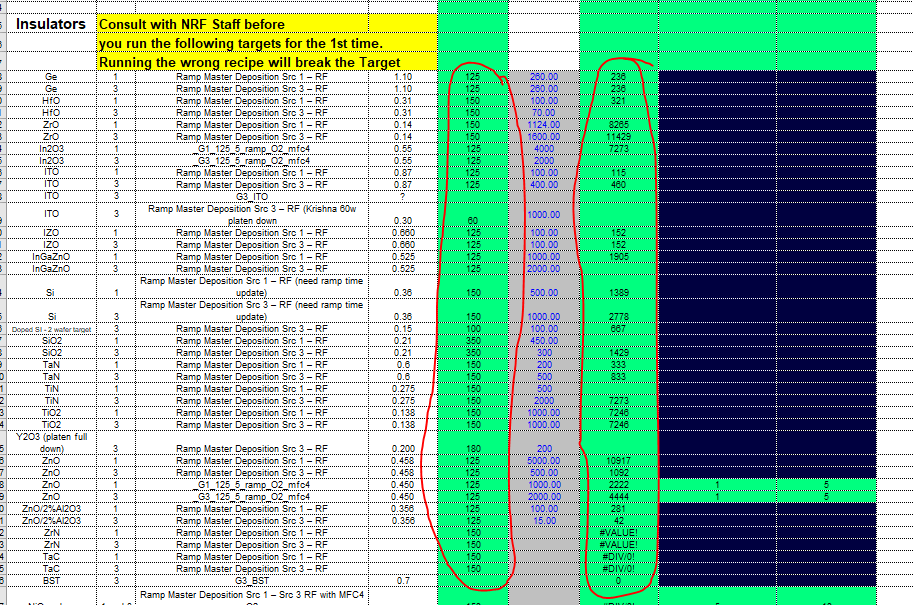 Insulators Consult with NRF Staff before
you run the following targets for the 1st time.
Running the wrong recipe will break the Target
Ge 1 Ramp Master Deposition Src 1 – RF 1.10 125 260.00 236
Ge 3 Ramp Master Deposition Src 3 – RF 1.10 125 260.00 236
HfO 1 Ramp Master Deposition Src 1 – RF 0.31 150 100.00 321
HfO 3 Ramp Master Deposition Src 3 – RF 0.31 150 70.00
ZrO 1 Ramp Master Deposition Src 1 – RF 0.14 150 1124.00 8265
ZrO 3 Ramp Master Deposition Src 3 – RF 0.14 150 1600.00 11429
In2O3 1 _G1_125_5_ramp_O2_mfc4 0.55 125 4000 7273
In2O3 3 _G3_125_5_ramp_O2_mfc4 0.55 125 2000
ITO 1 Ramp Master Deposition Src 1 – RF 0.87 125 100.00 115
ITO 3 Ramp Master Deposition Src 3 – RF 0.87 125 400.00 460
ITO 3 G3_ITO ?
ITO 3 Ramp Master Deposition Src 3 – RF (Krishna 60w
platen down 0.30 60 1000.00
IZO 1 Ramp Master Deposition Src 1 – RF 0.660 125 100.00 152
IZO 3 Ramp Master Deposition Src 3 – RF 0.660 125 100.00 152
InGaZnO 1 Ramp Master Deposition Src 1 – RF 0.525 125 1000.00 1905
InGaZnO 3 Ramp Master Deposition Src 3 – RF 0.525 125 2000.00
Ramp Master Deposition Src 1 – RF (need ramp time
Si 1 update) 0.36 150 500.00 1389
Ramp Master Deposition Src 3 – RF (need ramp time
Si 3 update) 0.36 150 1000.00 2778
Doped Si - 2 wafer target 3 Ramp Master Deposition Src 3 – RF 0.15 100 100.00 667
SiO2 1 Ramp Master Deposition Src 1 – RF 0.21 350 450.00
SiO2 3 Ramp Master Deposition Src 3 – RF 0.21 350 300 1429
TaN 1 Ramp Master Deposition Src 1 – RF 0.6 150 200 333
TaN 3 Ramp Master Deposition Src 3 – RF 0.6 150 500 833
TiN 1 Ramp Master Deposition Src 1 – RF 0.275 150 500
TiN 3 Ramp Master Deposition Src 3 – RF 0.275 150 2000 7273
TiO2 1 Ramp Master Deposition Src 1 – RF 0.138 150 1000.00 7246
TiO2 3 Ramp Master Deposition Src 3 – RF 0.138 150 1000.00 7246
Y2O3 (platen full
down) 3 Ramp Master Deposition Src 3 – RF 0.200 180 200
ZnO 1 Ramp Master Deposition Src 1 – RF 0.458 125 5000.00 10917
ZnO 3 Ramp Master Deposition Src 3 – RF 0.458 125 500.00 1092
ZnO 1 _G1_125_5_ramp_O2_mfc4 0.450 125 1000.00 2222 1 5
ZnO 3 _G3_125_5_ramp_O2_mfc4 0.450 125 2000.00 4444 1 5
ZnO/2%Al2O3 1 Ramp Master Deposition Src 1 – RF 0.356 125 100.00 281
ZnO/2%Al2O3 3 Ramp Master Deposition Src 3 – RF 0.356 125 15.00 42
ZrN 1 Ramp Master Deposition Src 1 – RF 150 #VALUE!
ZrN 3 Ramp Master Deposition Src 3 – RF 150 #VALUE!
TaC 1 Ramp Master Deposition Src 1 – RF 150 #DIV/0!
TaC 3 Ramp Master Deposition Src 3 – RF 150 #DIV/0!
BST 3 G3_BST 0.7 0
Ramp Master Deposition Src 1 – Src 3 RF with MFC4